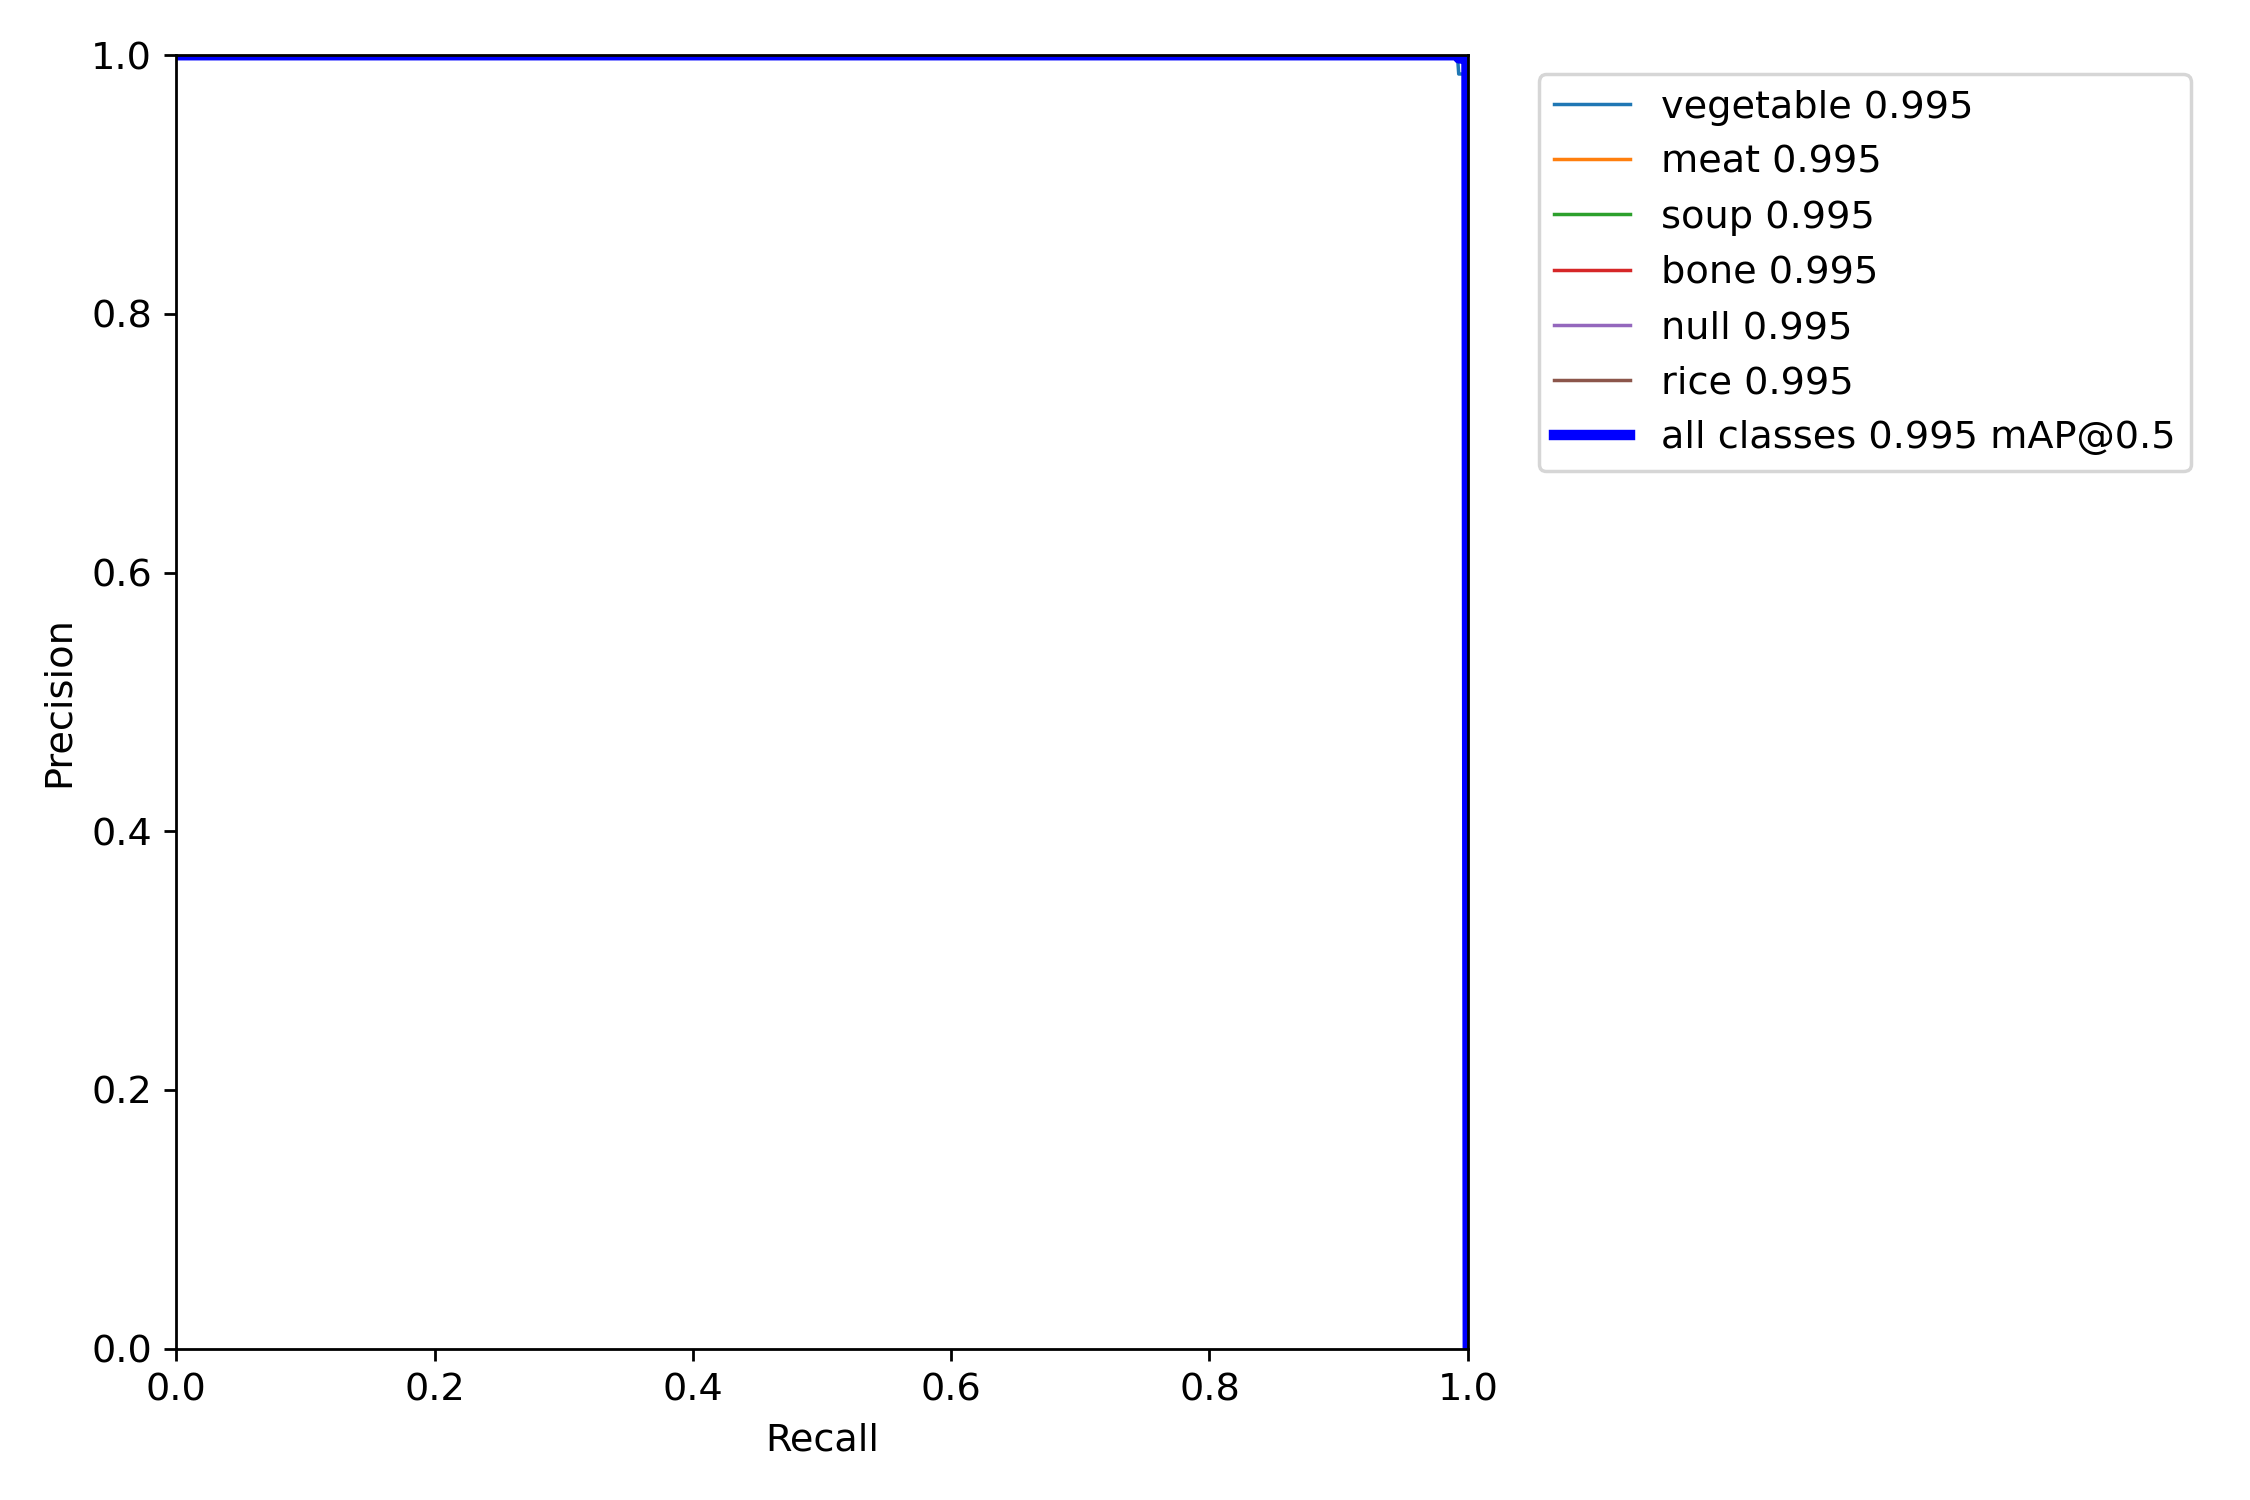 1.0
0.8
0.6
0.4
0.2
0.0
Precision
0.0 0.2 0.4 0.6 0.8 1.0
Recall
vegetable 0.995
meat 0.995
soup 0.995
bone 0.995
null 0.995
rice 0.995
all classes 0.995 mAP@0.5